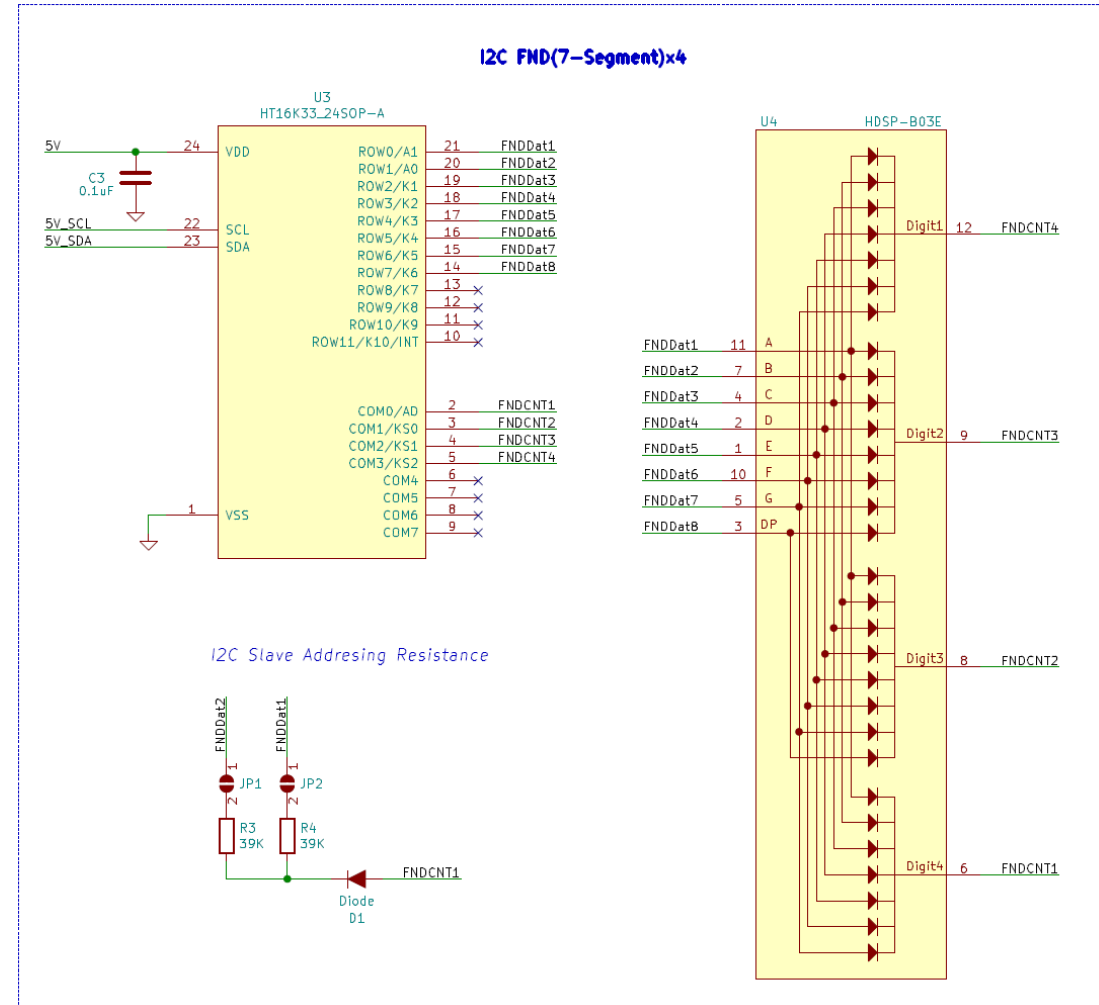 I2C FND(7-Segment)x4
U3
HT16K33_24SOP-A
5V
24
VDD
C3
0.1uF
5V_SCL
22
SCL
5V_SDA
23
SDA
1
VSS
ROW0/A1
21
FNDDat1
ROW1/A0
20
FNDDat2
ROW2/K1
19
FNDDat3
ROW3/K2
18
FNDDat4
ROW4/K3
17
FNDDat5
ROW5/K4
16
FNDDat6
ROW6/K5
15
FNDDat7
ROW7/K6
14
FNDDat8
ROW8/K7
13
ROW9/K8
12
ROW10/K9
11
ROW11/K10/INT
10
COM0/AD
2
FNDCNT1
COM1/KS0
3
FNDCNT2
COM2/KS1
4
FNDCNT3
COM3/KS2
5
FNDCNT4
COM4
6
COM5
7
COM6
8
COM7
9
U4
HDSP-B03E
FNDDat1
11
A
FNDDat2
7
B
FNDDat3
4
C
FNDDat4
2
D
FNDDat5
1
E
FNDDat6
10
F
FNDDat7
5
G
FNDDat8
3
DP
Digit1
12
FNDCNT4
Digit2
9
FNDCNT3
Digit3
8
FNDCNT2
Digit4
6
FNDCNT1
I2C Slave Addresing Resistance
FNDDat2
1
JP1
2
R3
39K
FNDDat1
1
JP2
2
R4
39K
FNDCNT1
Diode
D1